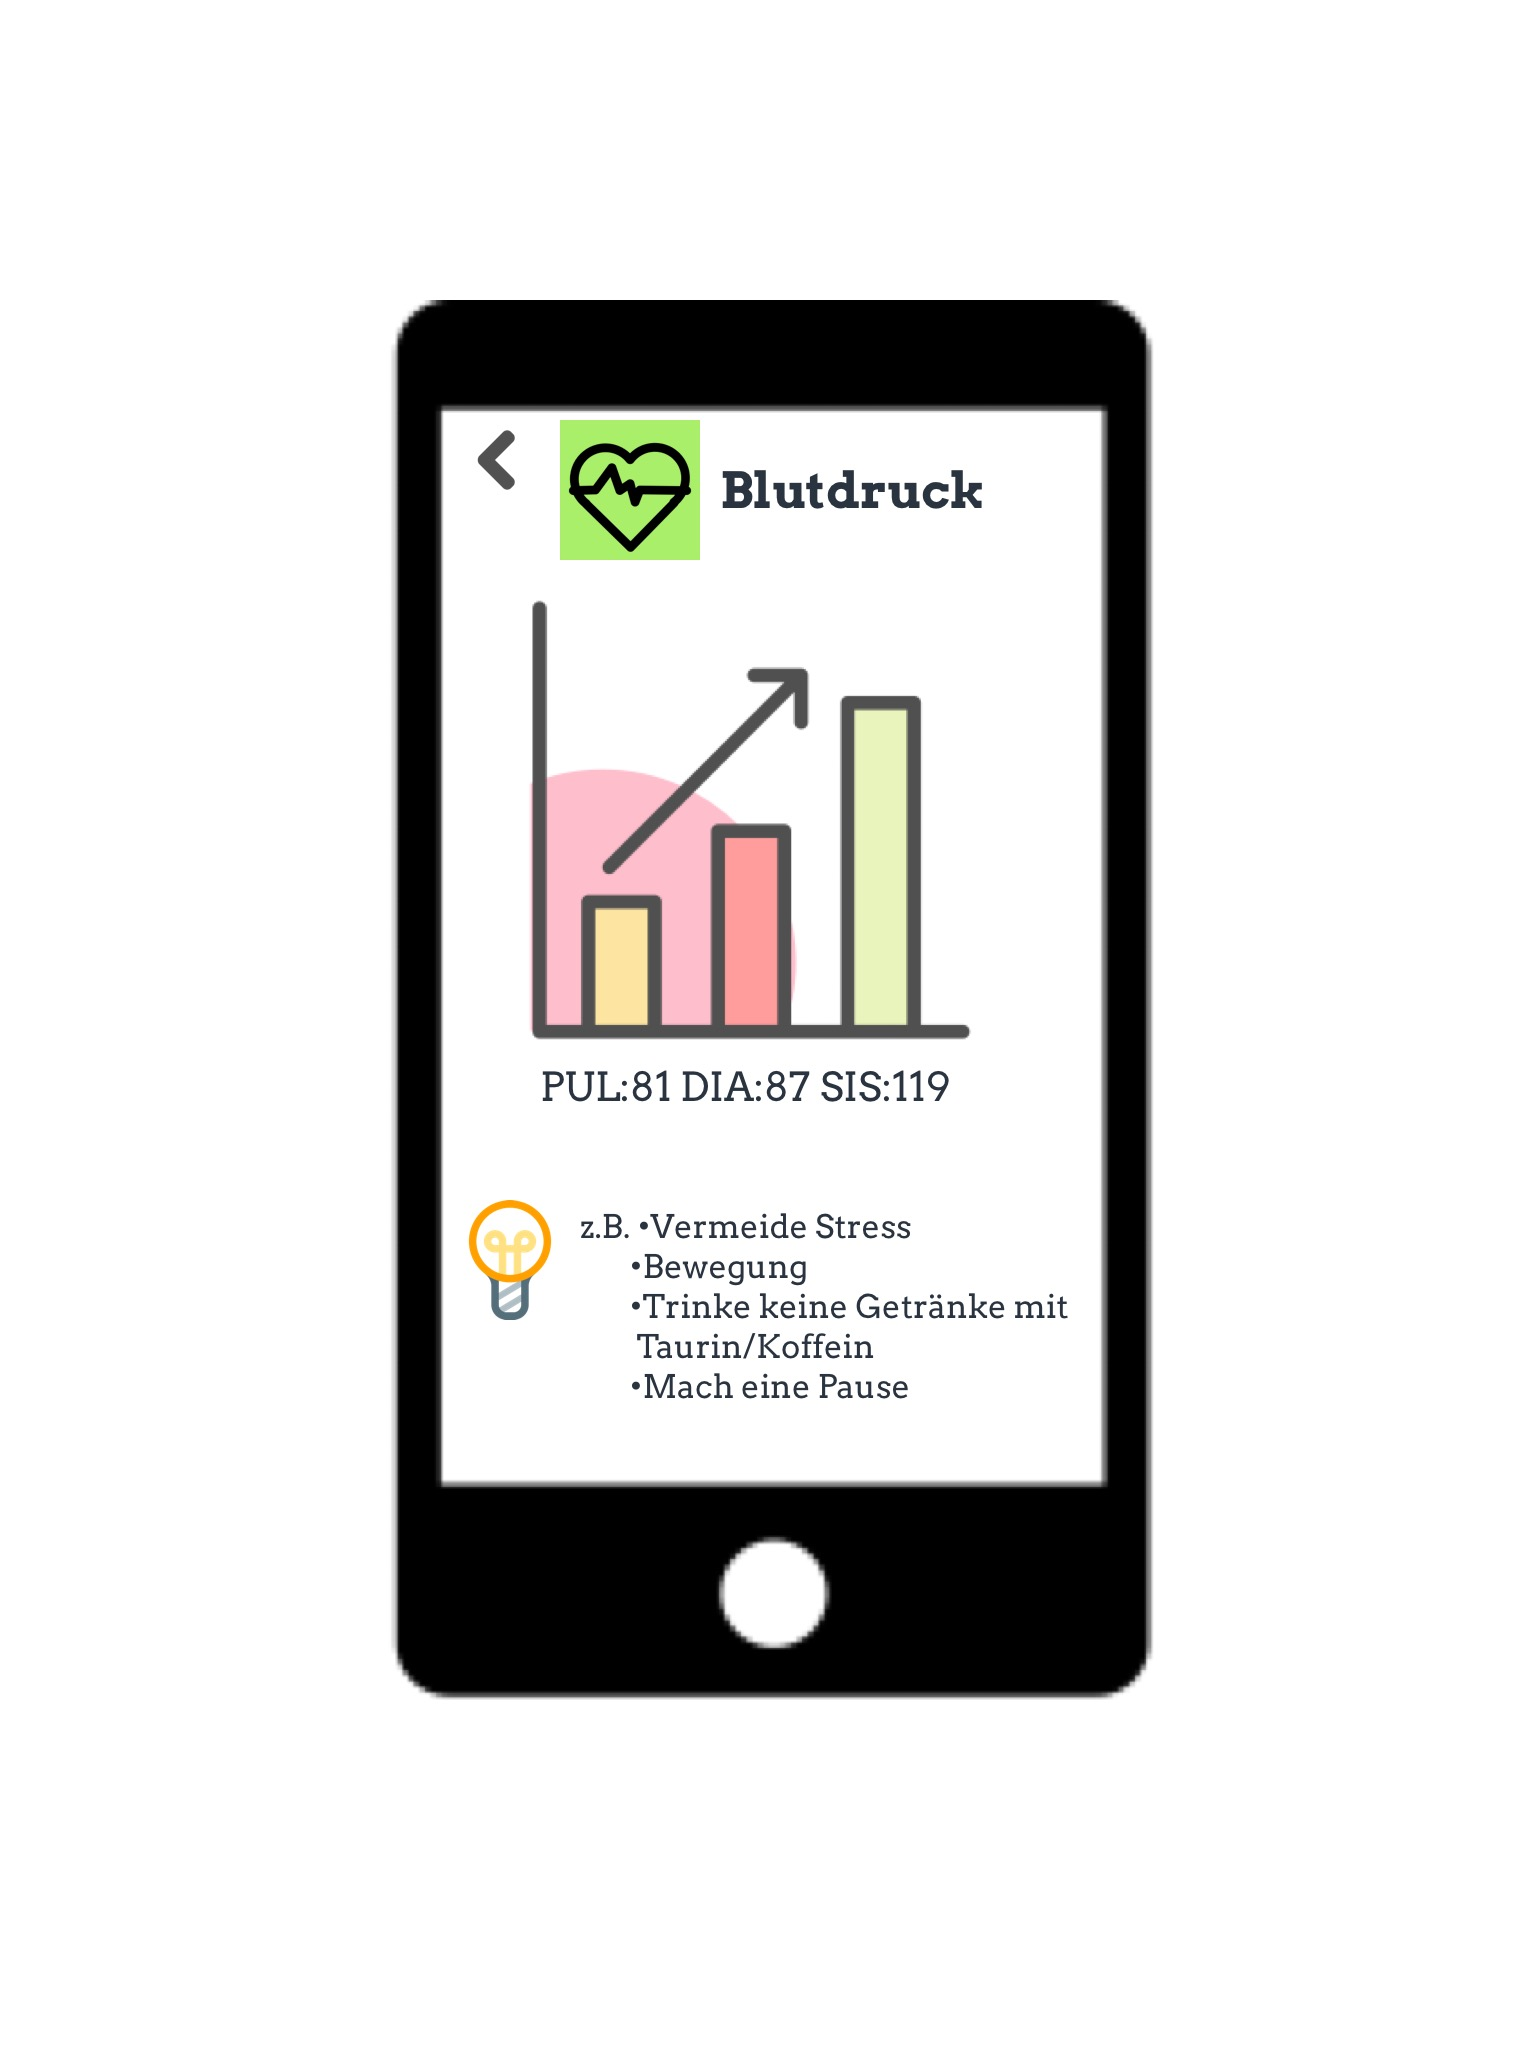 Blutdruck
PUL:81 DIA:87 SIS:119
z.B. •Vermeide Stress
•Bewegung
•Trinke keine Getränke mit
Taurin/Koffein
•Mach eine Pause